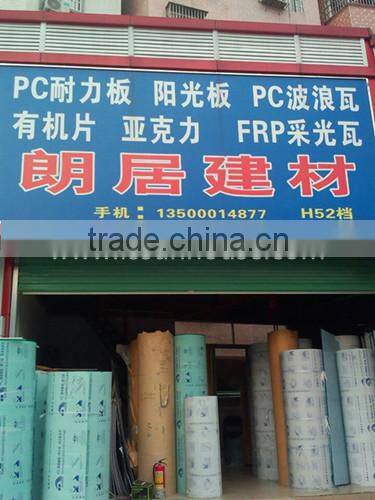 PC耐力板 阳光板 PC波浪瓦
有机片 亚克力 FRP采光瓦
朗居建材
手机：13500014877 H52档
trade.china.cn